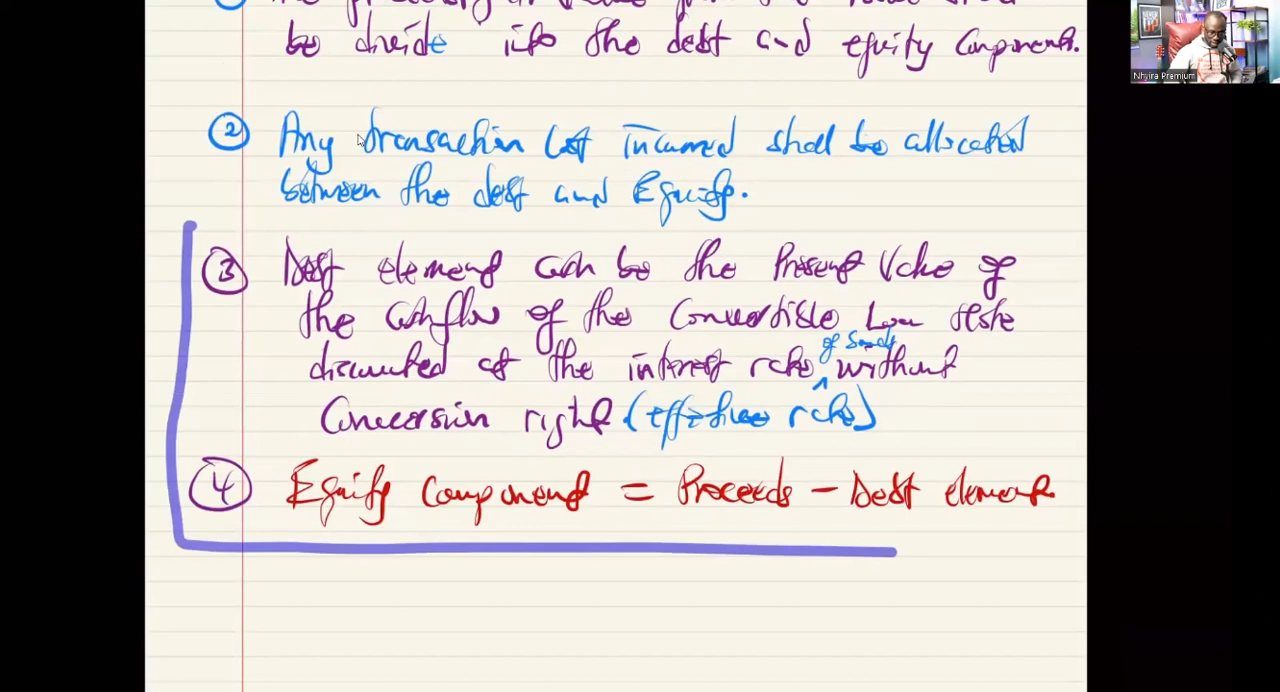 be divide into the debt and equity Components.
② Any transaction Cost incurred shall be allocated
between the debt and Equity.
③ Debt element can be the Present Value of
the Cashflow of the Convertible Loan
of
discounted at the interest rate without
Conversion right (effective rate)
④ Equity Component = Proceeds - Debt element
Nhyira Premium